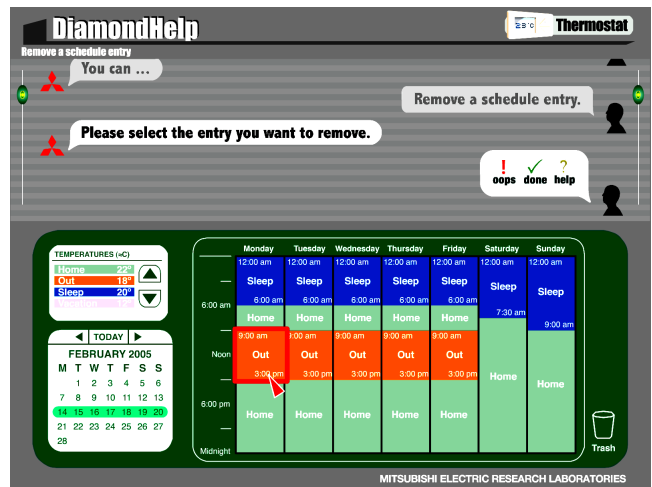 DiamondHelp
23°C
Thermostat
Remove a schedule entry
You can ...
Remove a schedule entry.
Please select the entry you want to remove.
! ✓ ?
oops done help
TEMPERATURES (°C)
Home 22°
Out 18°
Sleep 20°
TODAY
FEBRUARY 2005
M T W T F S S
1 2 3 4 5 6
7 8 9 10 11 12 13
14 15 16 17 18 19 20
21 22 23 24 25 26 27
28
Monday Tuesday Wednesday Thursday Friday Saturday Sunday
12:00 am 12:00 am 12:00 am 12:00 am 12:00 am 12:00 am 12:00 am
Sleep Sleep Sleep Sleep Sleep Sleep Sleep
6:00 am 6:00 am 6:00 am 6:00 am 6:00 am 6:00 am
7:30 am
Home Home Home Home Home
9:00 am
9:00 am 9:00 am 9:00 am 9:00 am 9:00 am
Noon Out Out Out Out Out
3:00 pm 3:00 pm 3:00 pm 3:00 pm 3:00 pm
Home
Home
6:00 pm
Home Home Home Home Home
Midnight
Trash
MITSUBISHI ELECTRIC RESEARCH LABORATORIES